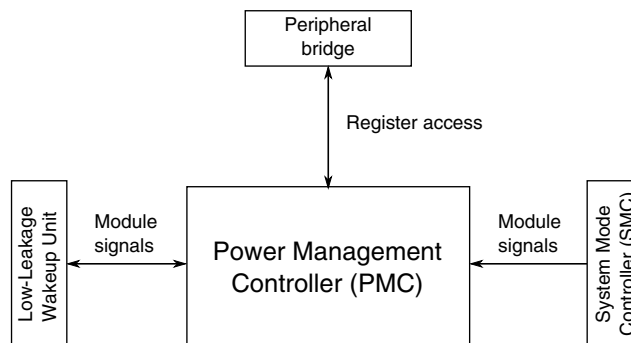 Peripheral
bridge
Register access
Low-Leakage
Wakeup Unit
Module
signals
Power Management
Controller (PMC)
Module
signals
System Mode
Controller (SMC)